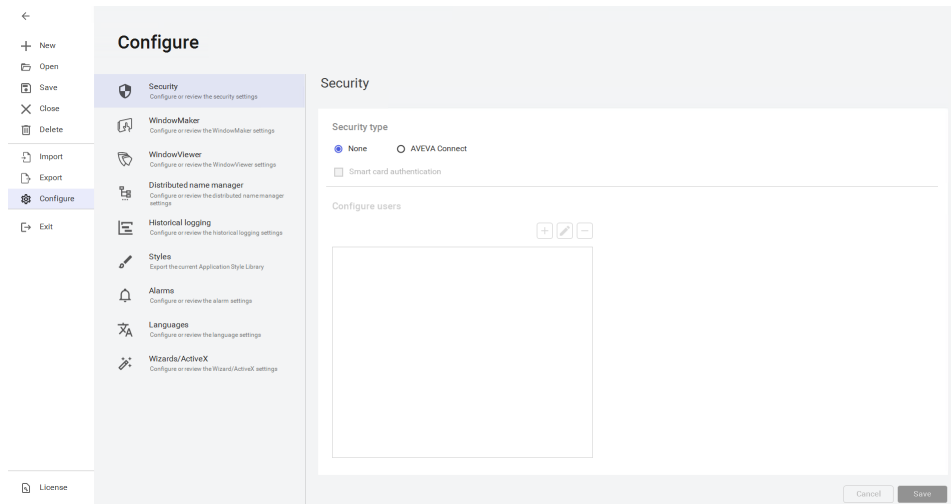 New
Open
Save
Close
Delete
Import
Export
Configure
Exit
License
Configure
Security
Configure or review the security settings
WindowMaker
Configure or review the WindowMaker settings
WindowViewer
Configure or review the WindowViewer settings
Distributed name manager
Configure or review the distributed name manager
settings
Historical logging
Configure or review the historical logging settings
Styles
Export the current Application Style Library
Alarms
Configure or review the alarm settings
Languages
Configure or review the language settings
Wizards/ActiveX
Configure or review the Wizard/ActiveX settings
Security
Security type
None AVEVA Connect
Smart card authentication
Configure users
Cancel Save